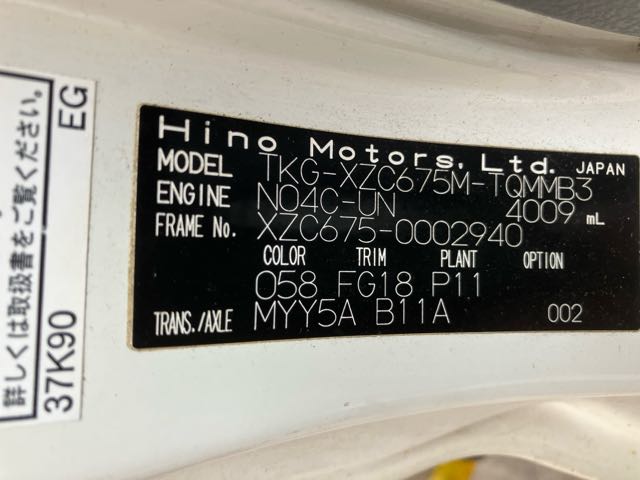 Hino Motors, Ltd. JAPAN
MODEL TKG-XZC675M-TQMMB3
ENGINE N04C-UN 4009 mL
FRAME No. XZC675-0002940
COLOR TRIM PLANT OPTION
058 FG18 P11
TRANS./AXLE MYY5A B11A 002
詳しくは取扱書をご覧ください。
EG
37K90